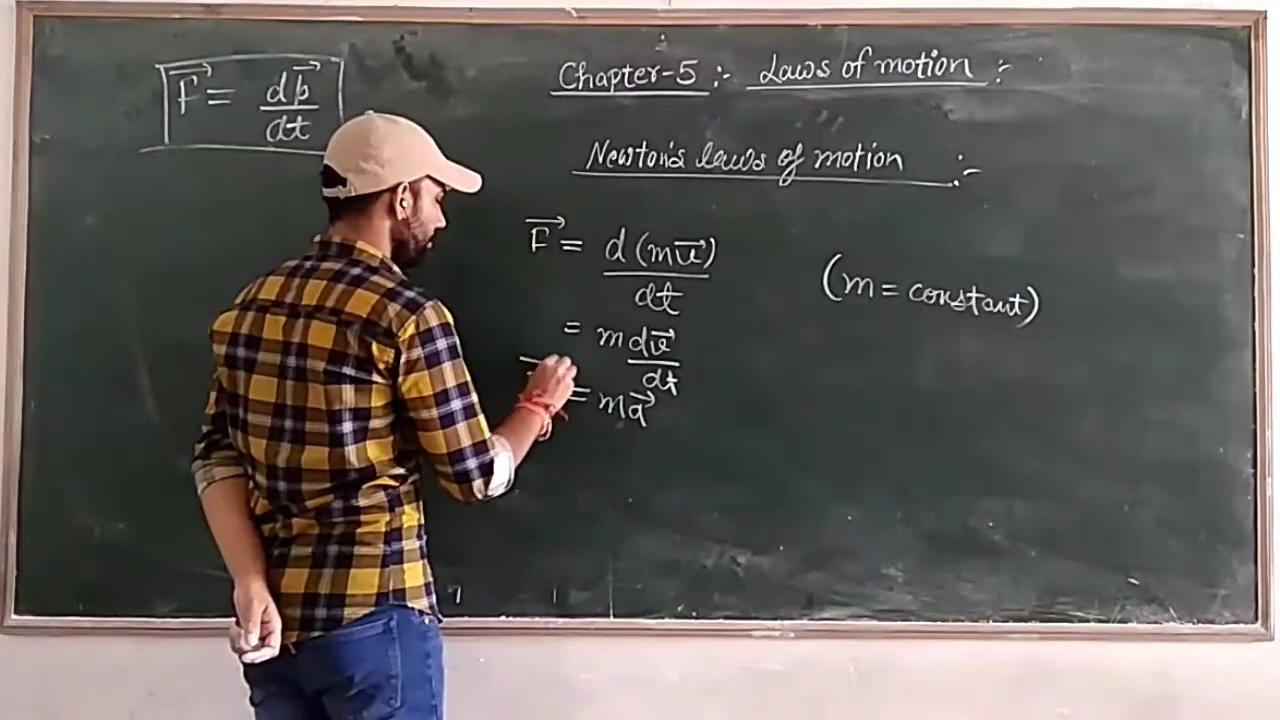 F⃗ = dp⃗/dt
Chapter-5 :- Laws of motion :-
Newton's laws of motion :-
F⃗ = d(mv⃗)/dt
(m = constant)
= m dv⃗/dt
= ma⃗